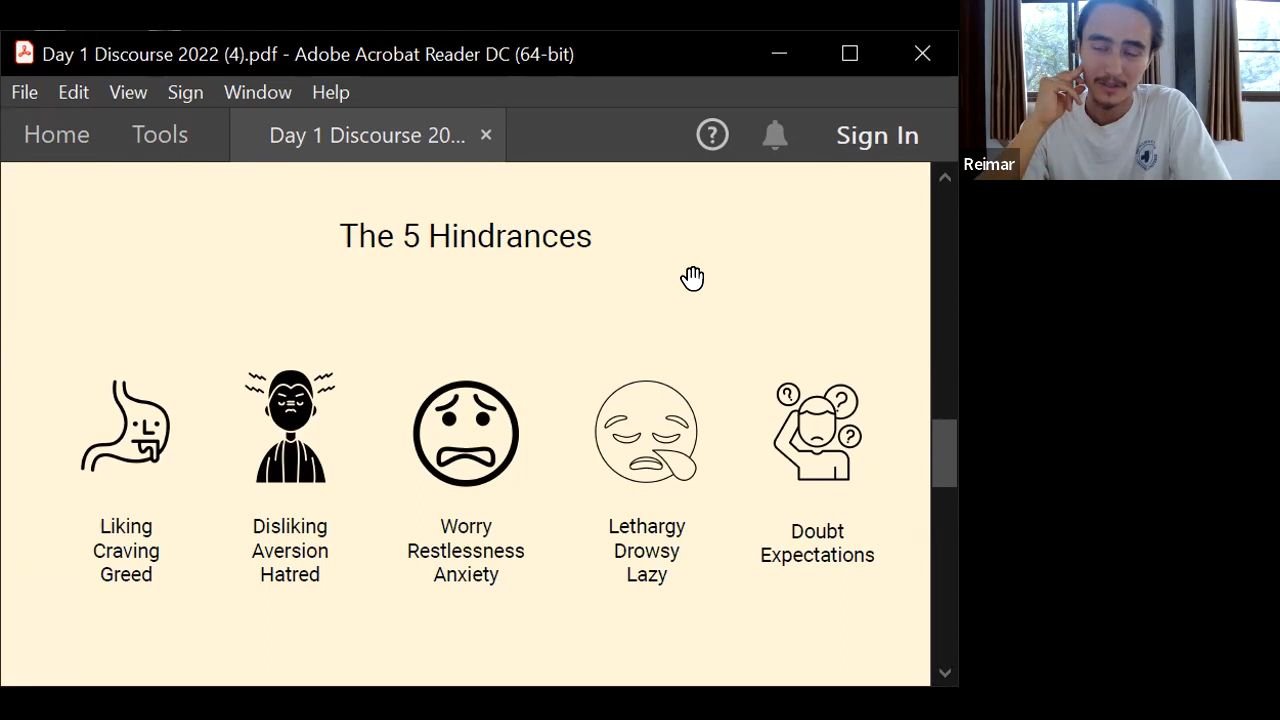 Day 1 Discourse 2022 (4).pdf - Adobe Acrobat Reader DC (64-bit)
File Edit View Sign Window Help
Home Tools Day 1 Discourse 20... × ? Sign In
Reimar
The 5 Hindrances
? ? ?
Liking
Craving
Greed
Disliking
Aversion
Hatred
Worry
Restlessness
Anxiety
Lethargy
Drowsy
Lazy
Doubt
Expectations